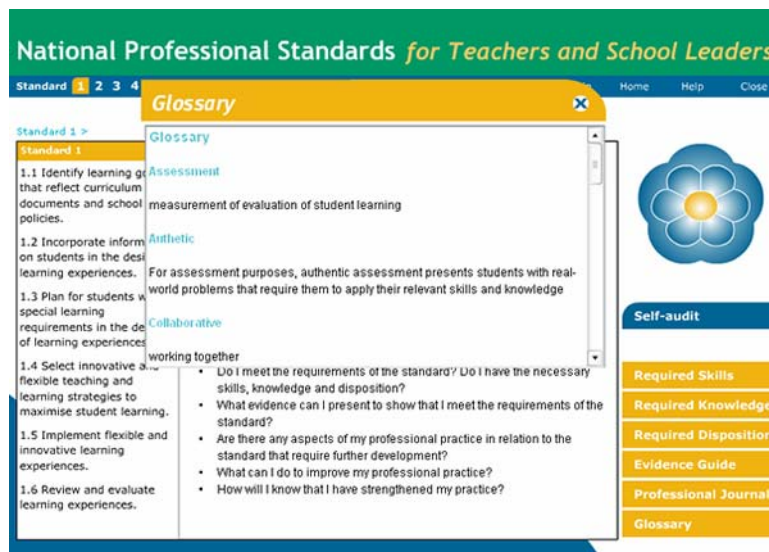 National Professional Standards for Teachers and School Leaders
Standard 1 2 3 4
Home Help Close
Glossary
Standard 1 >
Standard 1
1.1 Identify learning
that reflect curriculum
documents and school
policies.
1.2 Incorporate
on students in the
learning experiences.
1.3 Plan for students
special learning
requirements in the
of learning experiences
1.4 Select innovative
flexible teaching and
learning strategies to
maximise student learning.
1.5 Implement flexible and
innovative learning
experiences.
1.6 Review and evaluate
learning experiences.
Glossary
Assessment
measurement of evaluation of student learning
Authetic
For assessment purposes, authentic assessment presents students with real-
world problems that require them to apply their relevant skills and knowledge
Collaborative
working together
• Do I meet the requirements of the standard? Do I have the necessary
skills, knowledge and disposition?
• What evidence can I present to show that I meet the requirements of the
standard?
• Are there any aspects of my professional practice in relation to the
standard that require further development?
• What can I do to improve my professional practice?
• How will I know that I have strengthened my practice?
Self-audit
Required Skills
Required Knowledge
Required Disposition
Evidence Guide
Professional Journal
Glossary